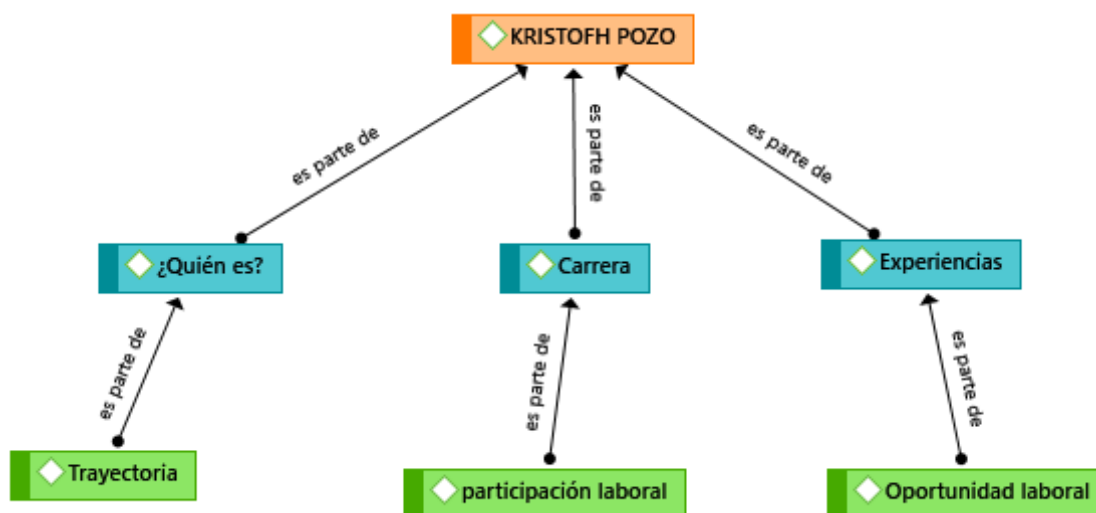 KRISTOFH POZO
es parte de
es parte de
es parte de
¿Quién es?
Carrera
Experiencias
es parte de
es parte de
es parte de
Trayectoria
participación laboral
Oportunidad laboral